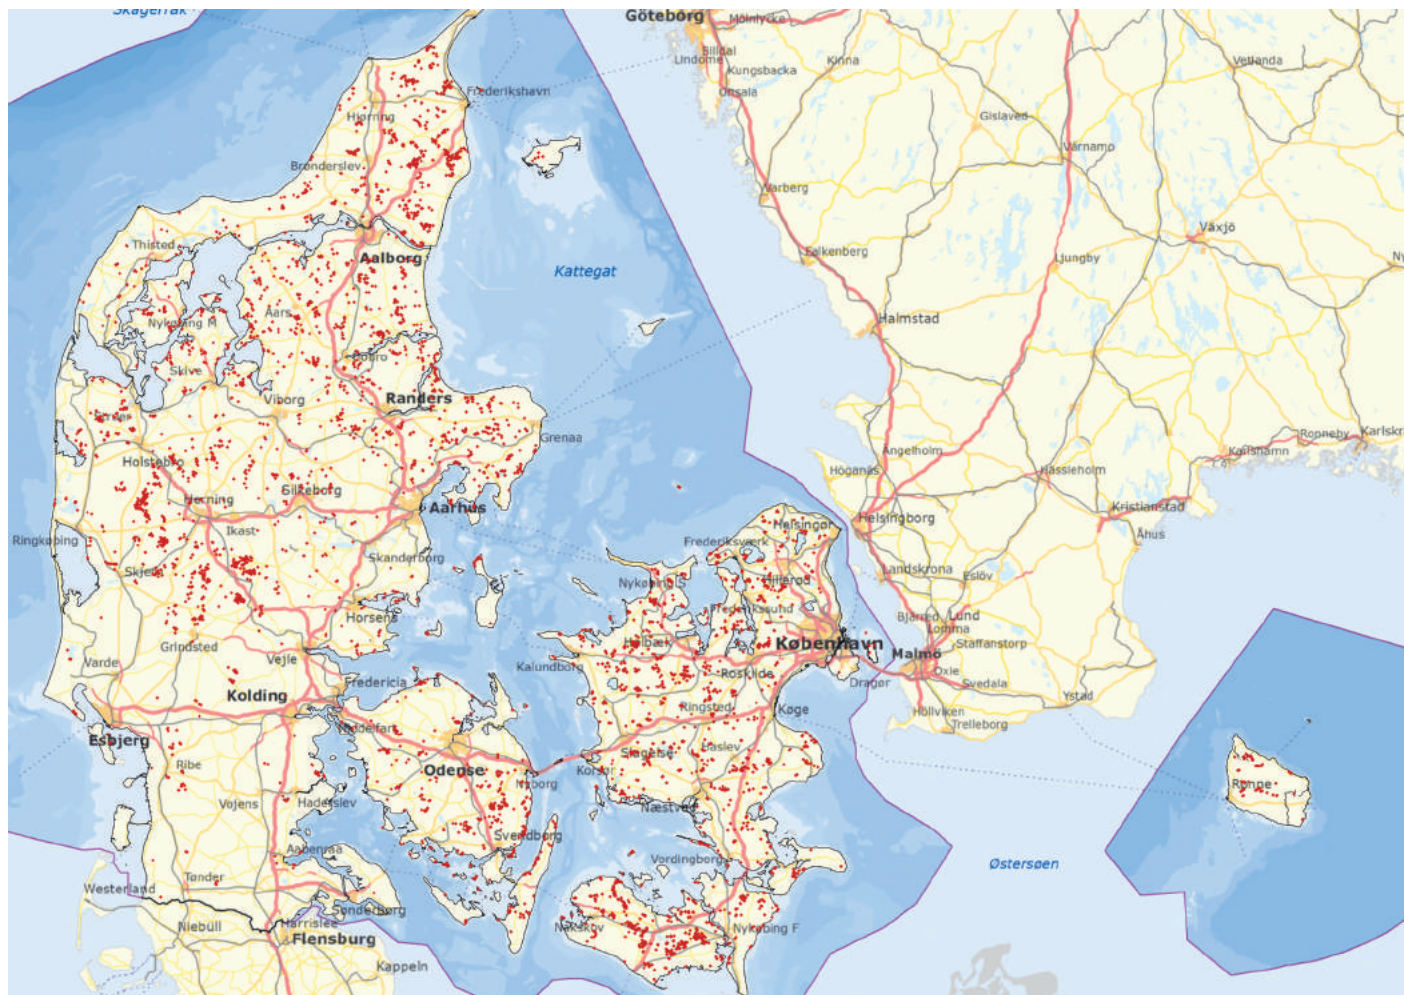 Skagerrak
Göteborg
Mölnlycke
Billdal
Lindome
Kungsbacka
Kinna
Vetlanda
Onsala
Frederikshavn
Hjørring
Gislaved
Värnamo
Brønderslev
Varberg
Thisted
Växjö
Aalborg
Falkenberg
Ljungby
Ny
Kattegat
Aars
Nykøbing M
Halmstad
Hobro
Skive
Viborg
Randers
Grenaa
Ronneby
Karlskr
Ängelholm
Karlshamn
Holstebro
Höganäs
Hässleholm
Silkeborg
Herning
Aarhus
Kristianstad
Helsingborg
Helsingør
Ikast
Åhus
Ringkøbing
Frederiksværk
Skanderborg
Skjern
Landskrona
Eslöv
Nykøbing S
Hillerød
Frederikssund
Horsens
Bjärred
Lund
Lomma
Grindsted
Holbæk
København
Staffanstorp
Vejle
Malmö
Varde
Kalundborg
Roskilde
Oxie
Dragør
Svedala
Fredericia
Kolding
Ystad
Ringsted
Køge
Höllviken
Trelleborg
Middelfart
Esbjerg
Slagelse
Haslev
Korsør
Ribe
Odense
Nyborg
Rønne
Vojens
Haderslev
Næstved
Svendborg
Aabenraa
Vordingborg
Østersøen
Tønder
Westerland
Sønderborg
Niebüll
Harrislee
Nakskov
Nykøbing F
Flensburg
Kappeln